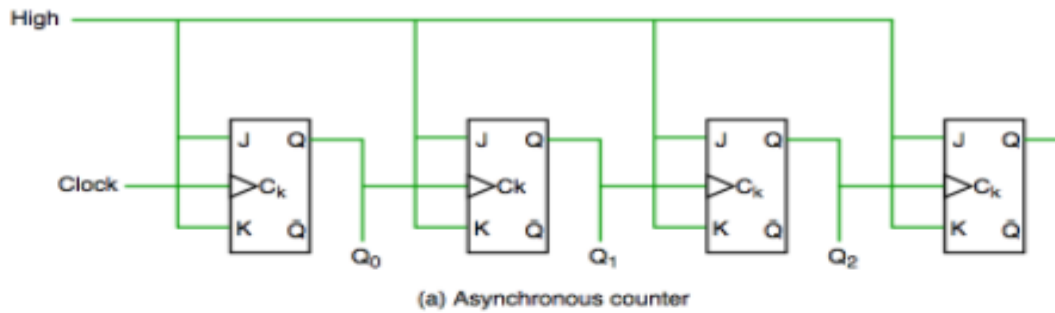 High
J Q J Q J Q J Q
Clock Cₖ Ck Cₖ Cₖ
K Q̄ K Q̄ K Q̄ K Q̄
Q₀ Q₁ Q₂
(a) Asynchronous counter